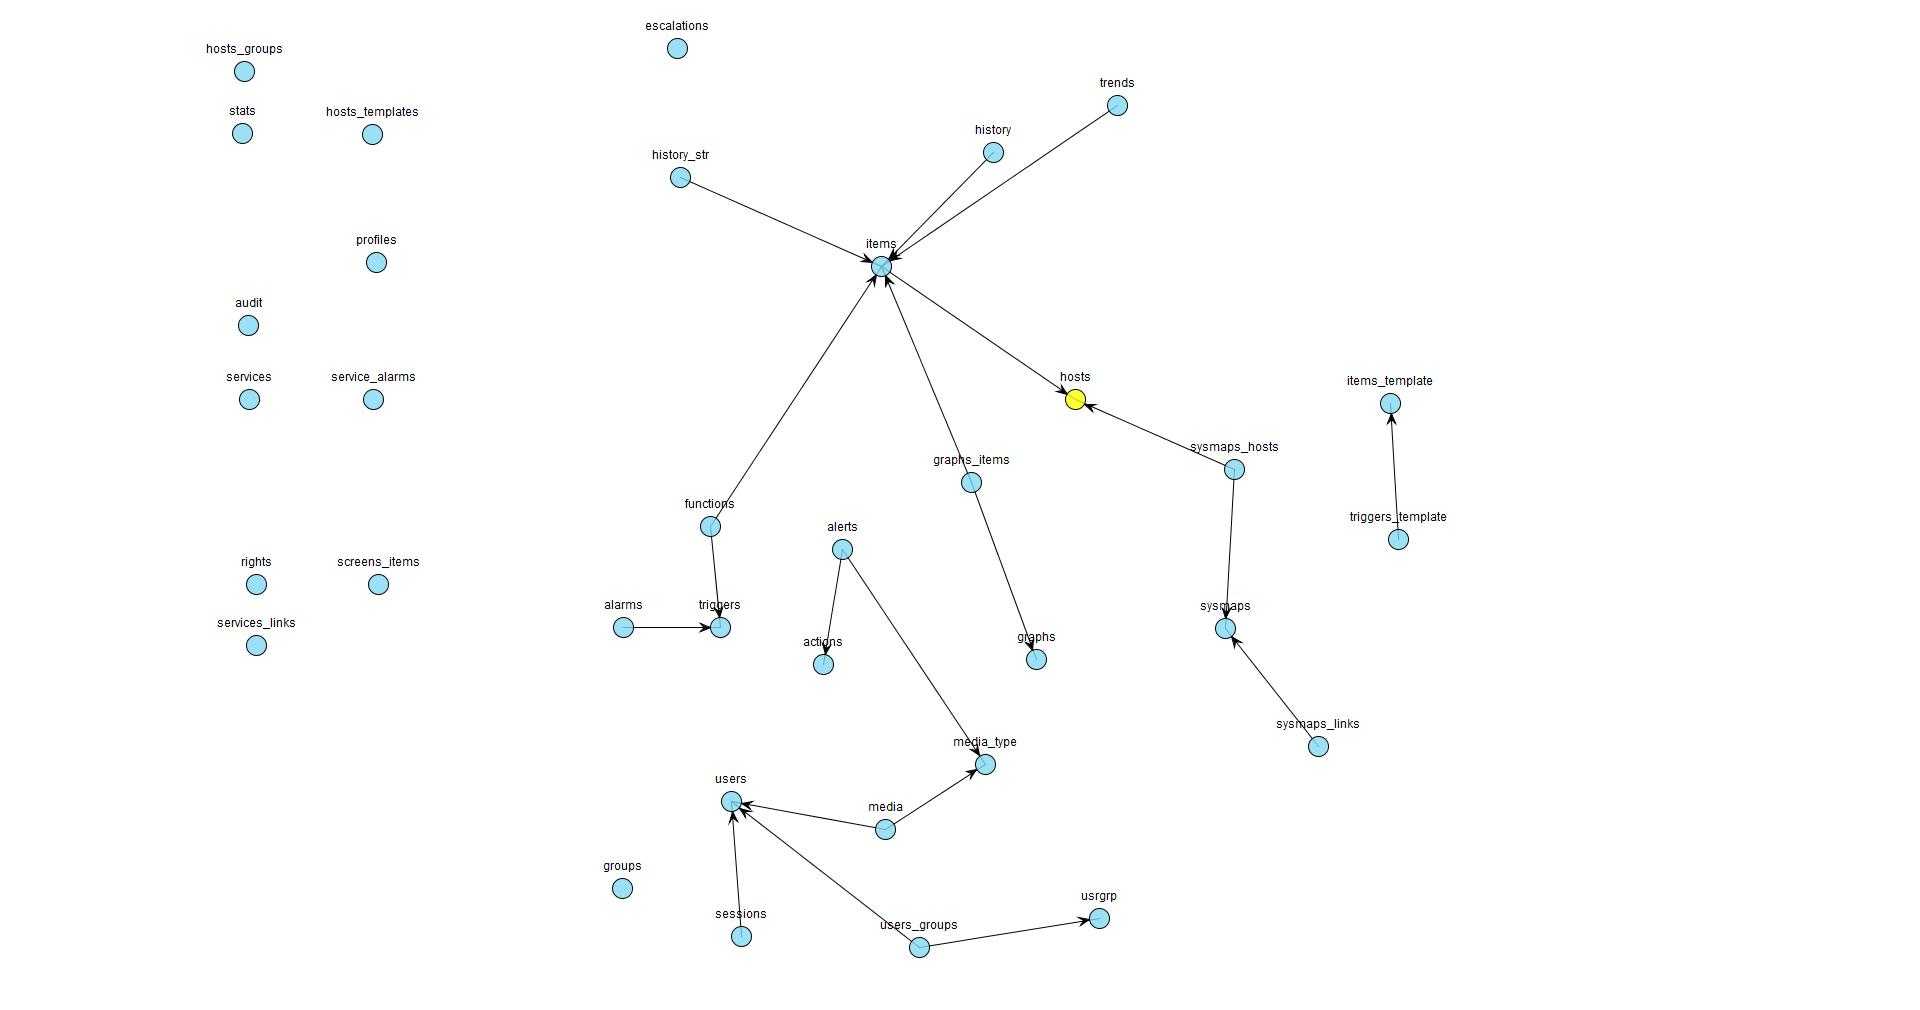 escalations
hosts_groups
trends
stats
hosts_templates
history
history_str
profiles
items
audit
services
service_alarms
hosts
items_template
sysmaps_hosts
graphs_items
functions
triggers_template
alerts
rights
screens_items
alarms
triggers
sysmaps
services_links
actions
graphs
sysmaps_links
media_type
users
media
groups
usrgrp
sessions
users_groups